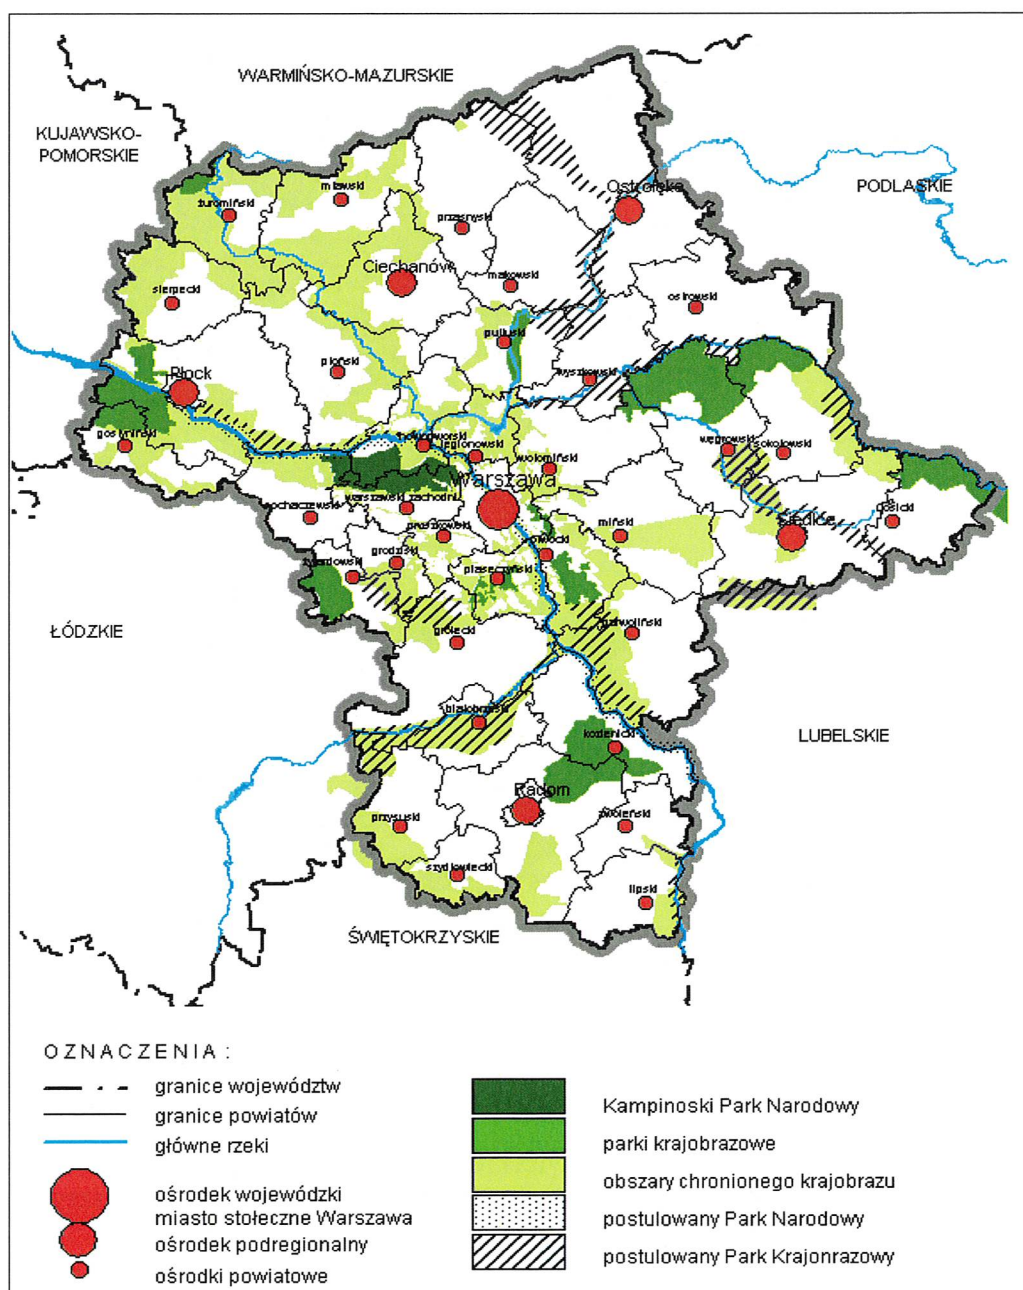 WARMIŃSKO-MAZURSKIE
KUJAWSKO-
POMORSKIE
PODLASKIE
Ostrołęka
mławski
żuromiński
przasnyski
Ciechanów
makowski
sierpecki
ostrowski
pułtuski
płoński
Płock
wyszkowski
gostyniński
nowodworski
legionowski
węgrowski
sokołowski
wołomiński
Warszawa
warszawski zachodni
sochaczewski
pruszkowski
miński
Siedlce
łosicki
otwocki
grodziski
żyrardowski
piaseczyński
ŁÓDZKIE
grójecki
garwoliński
białobrzeski
kozienicki
LUBELSKIE
Radom
przysuski
zwoleński
szydłowiecki
lipski
ŚWIĘTOKRZYSKIE
OZNACZENIA :
granice województw
granice powiatów
główne rzeki
ośrodek wojewódzki
miasto stołeczne Warszawa
ośrodek podregionalny
ośrodki powiatowe
Kampinoski Park Narodowy
parki krajobrazowe
obszary chronionego krajobrazu
postulowany Park Narodowy
postulowany Park Krajonrazowy